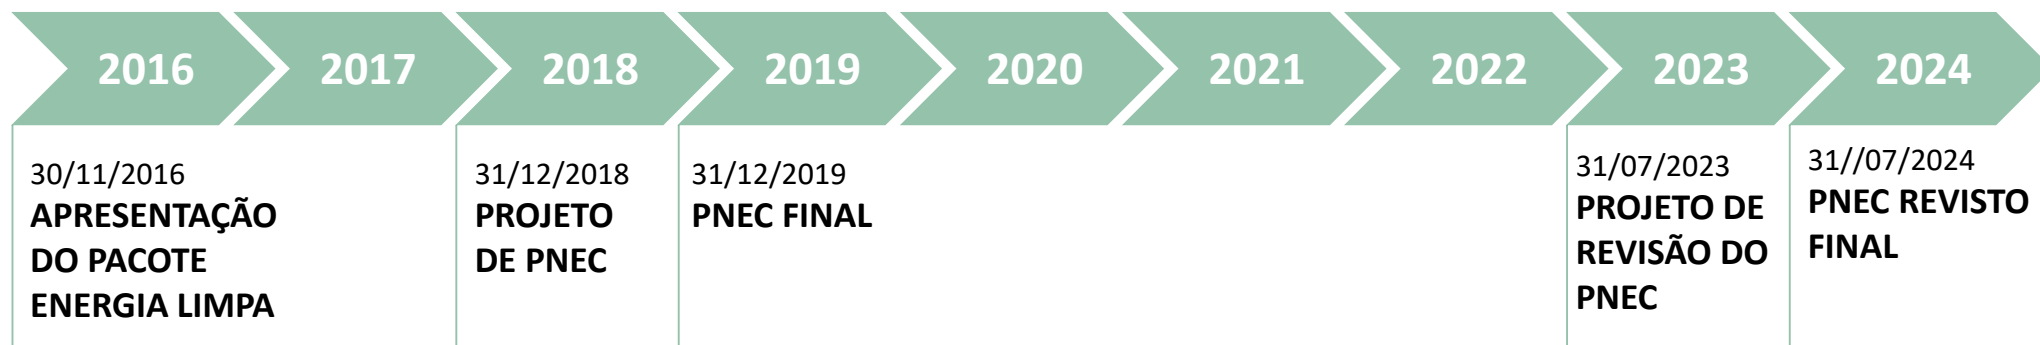 2016 2017 2018 2019 2020 2021 2022 2023 2024
30/11/2016
APRESENTAÇÃO
DO PACOTE
ENERGIA LIMPA
31/12/2018
PROJETO
DE PNEC
31/12/2019
PNEC FINAL
31/07/2023
PROJETO DE
REVISÃO DO
PNEC
31//07/2024
PNEC REVISTO
FINAL